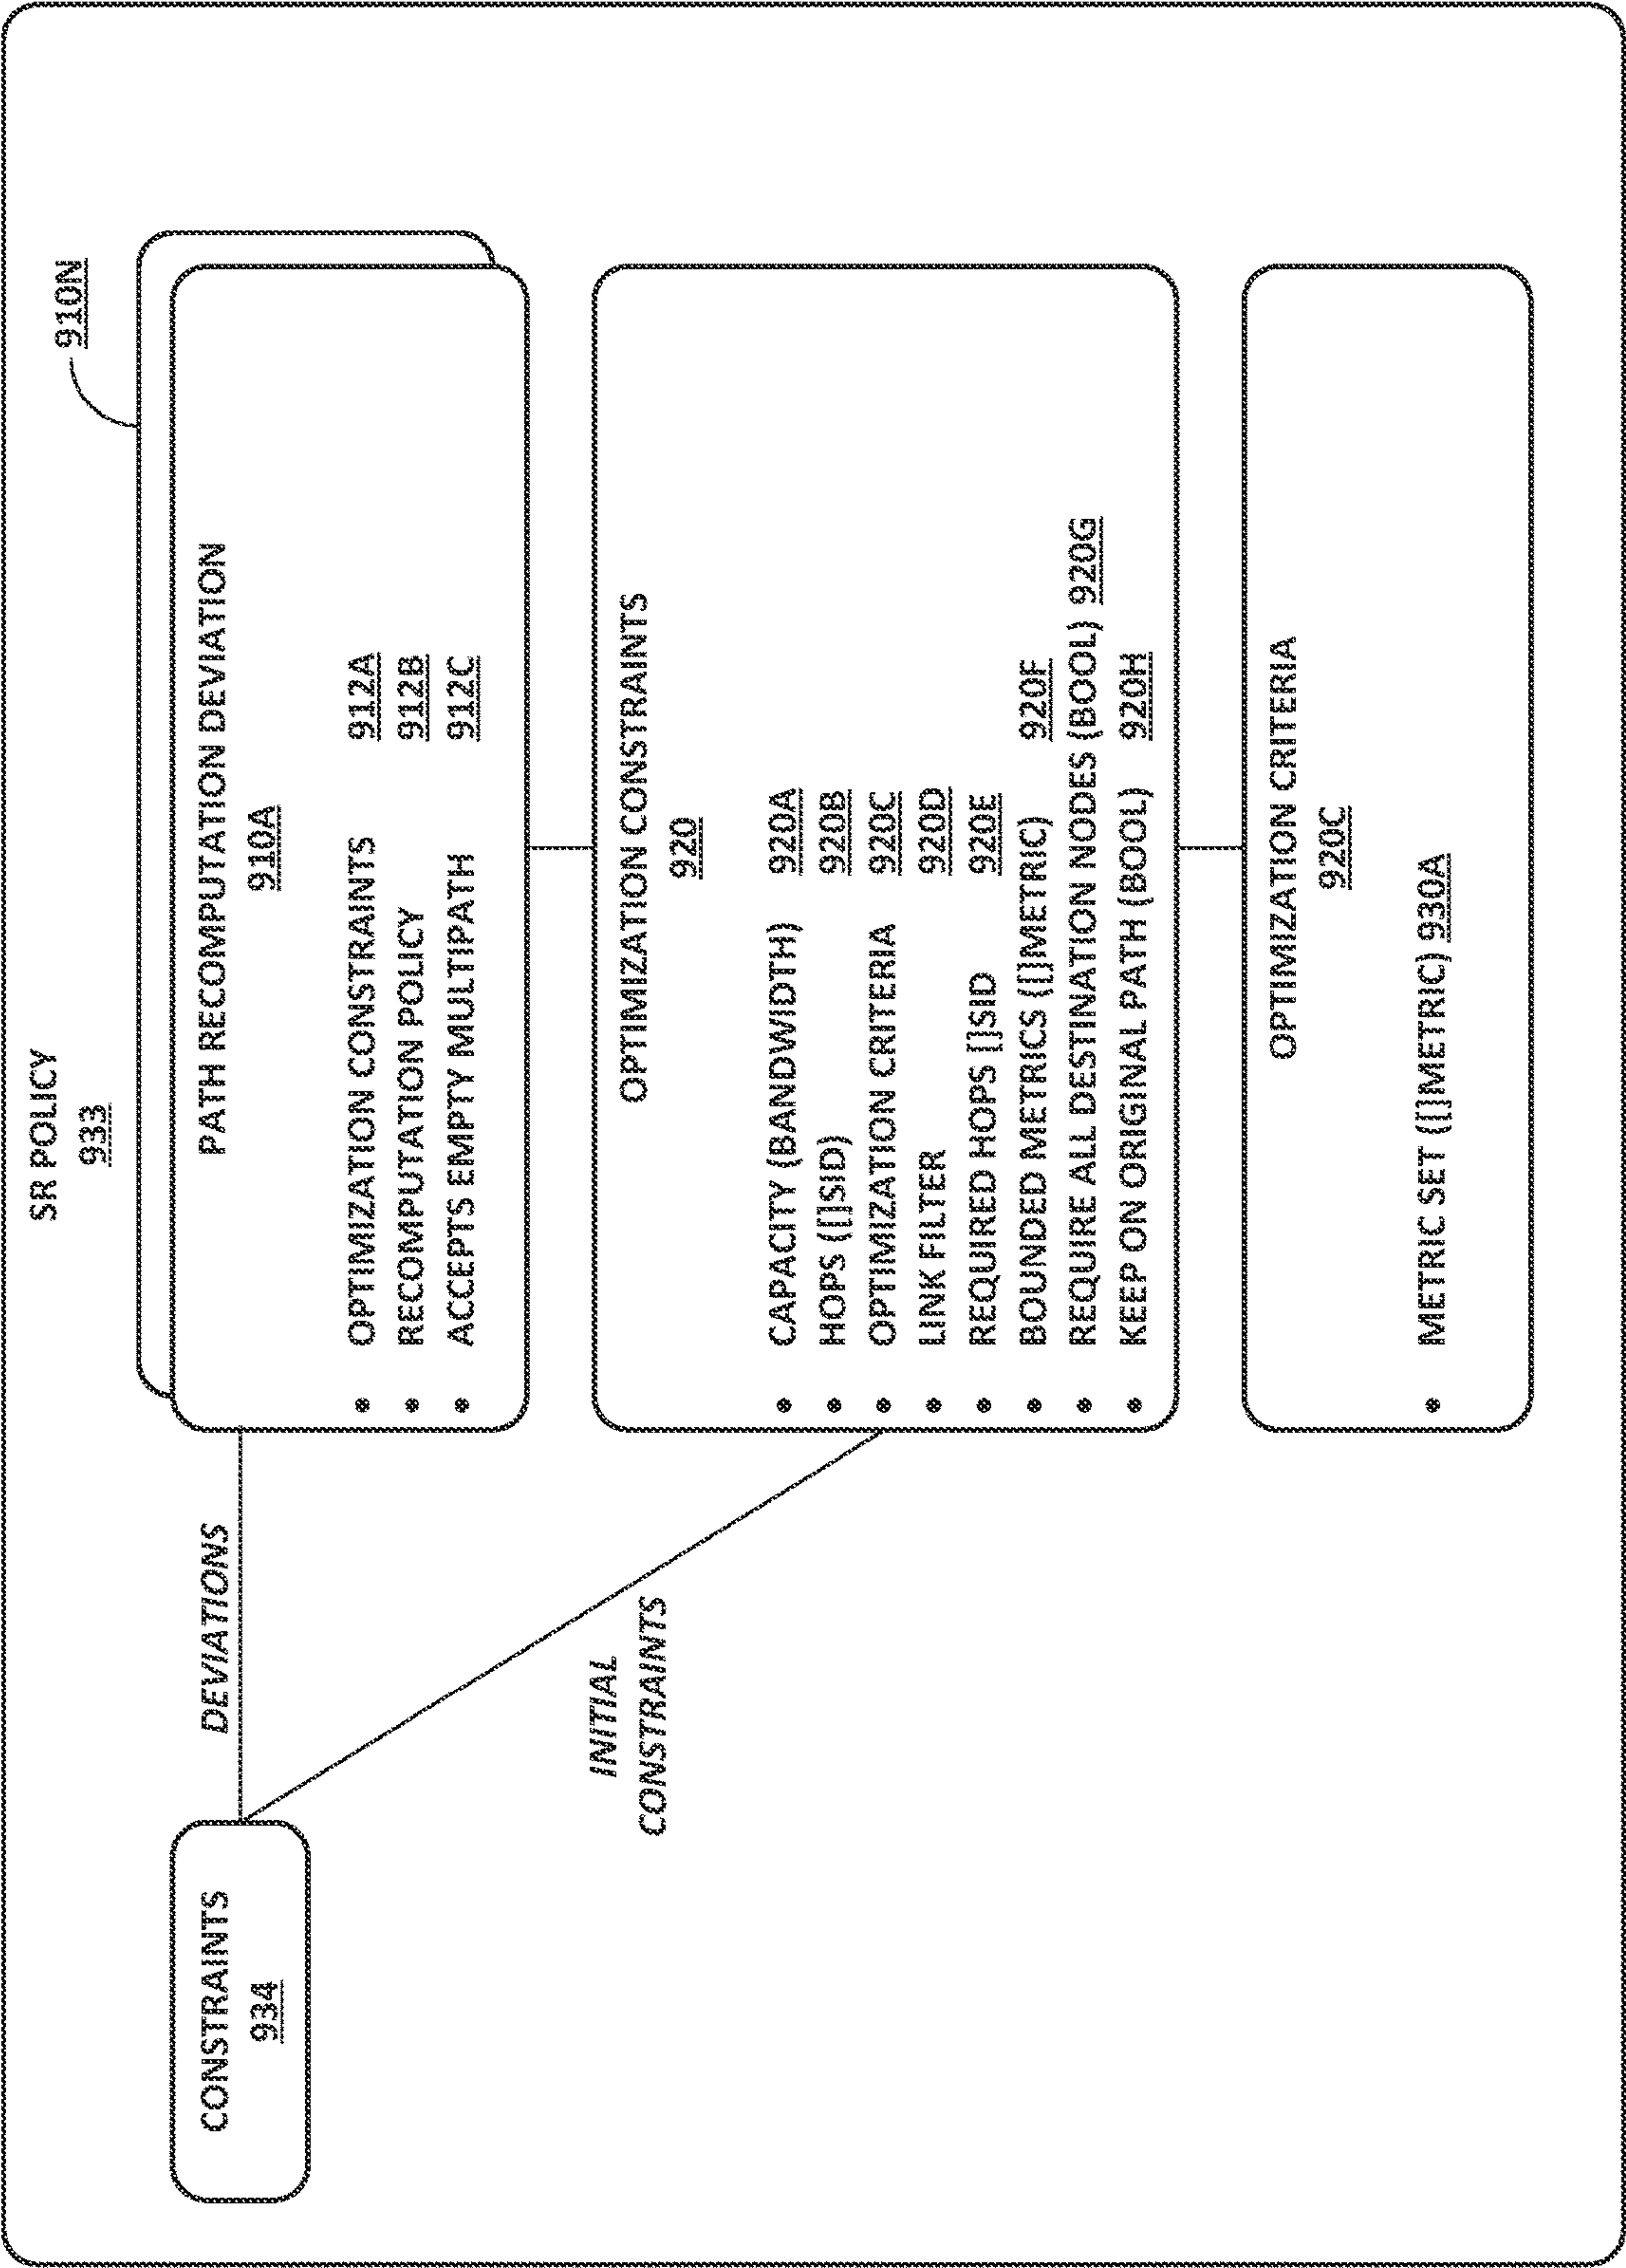 SR POLICY
933
910N
CONSTRAINTS
934
DEVIATIONS
INITIAL
CONSTRAINTS
PATH RECOMPUTATION DEVIATION
910A
• OPTIMIZATION CONSTRAINTS 912A
• RECOMPUTATION POLICY 912B
• ACCEPTS EMPTY MULTIPATH 912C
OPTIMIZATION CONSTRAINTS
920
• CAPACITY (BANDWIDTH) 920A
• HOPS ([]SID) 920B
• OPTIMIZATION CRITERIA 920C
• LINK FILTER 920D
• REQUIRED HOPS []SID 920E
• BOUNDED METRICS ([]METRIC) 920F
• REQUIRE ALL DESTINATION NODES (BOOL) 920G
• KEEP ON ORIGINAL PATH (BOOL) 920H
OPTIMIZATION CRITERIA
920C
• METRIC SET ([]METRIC) 930A